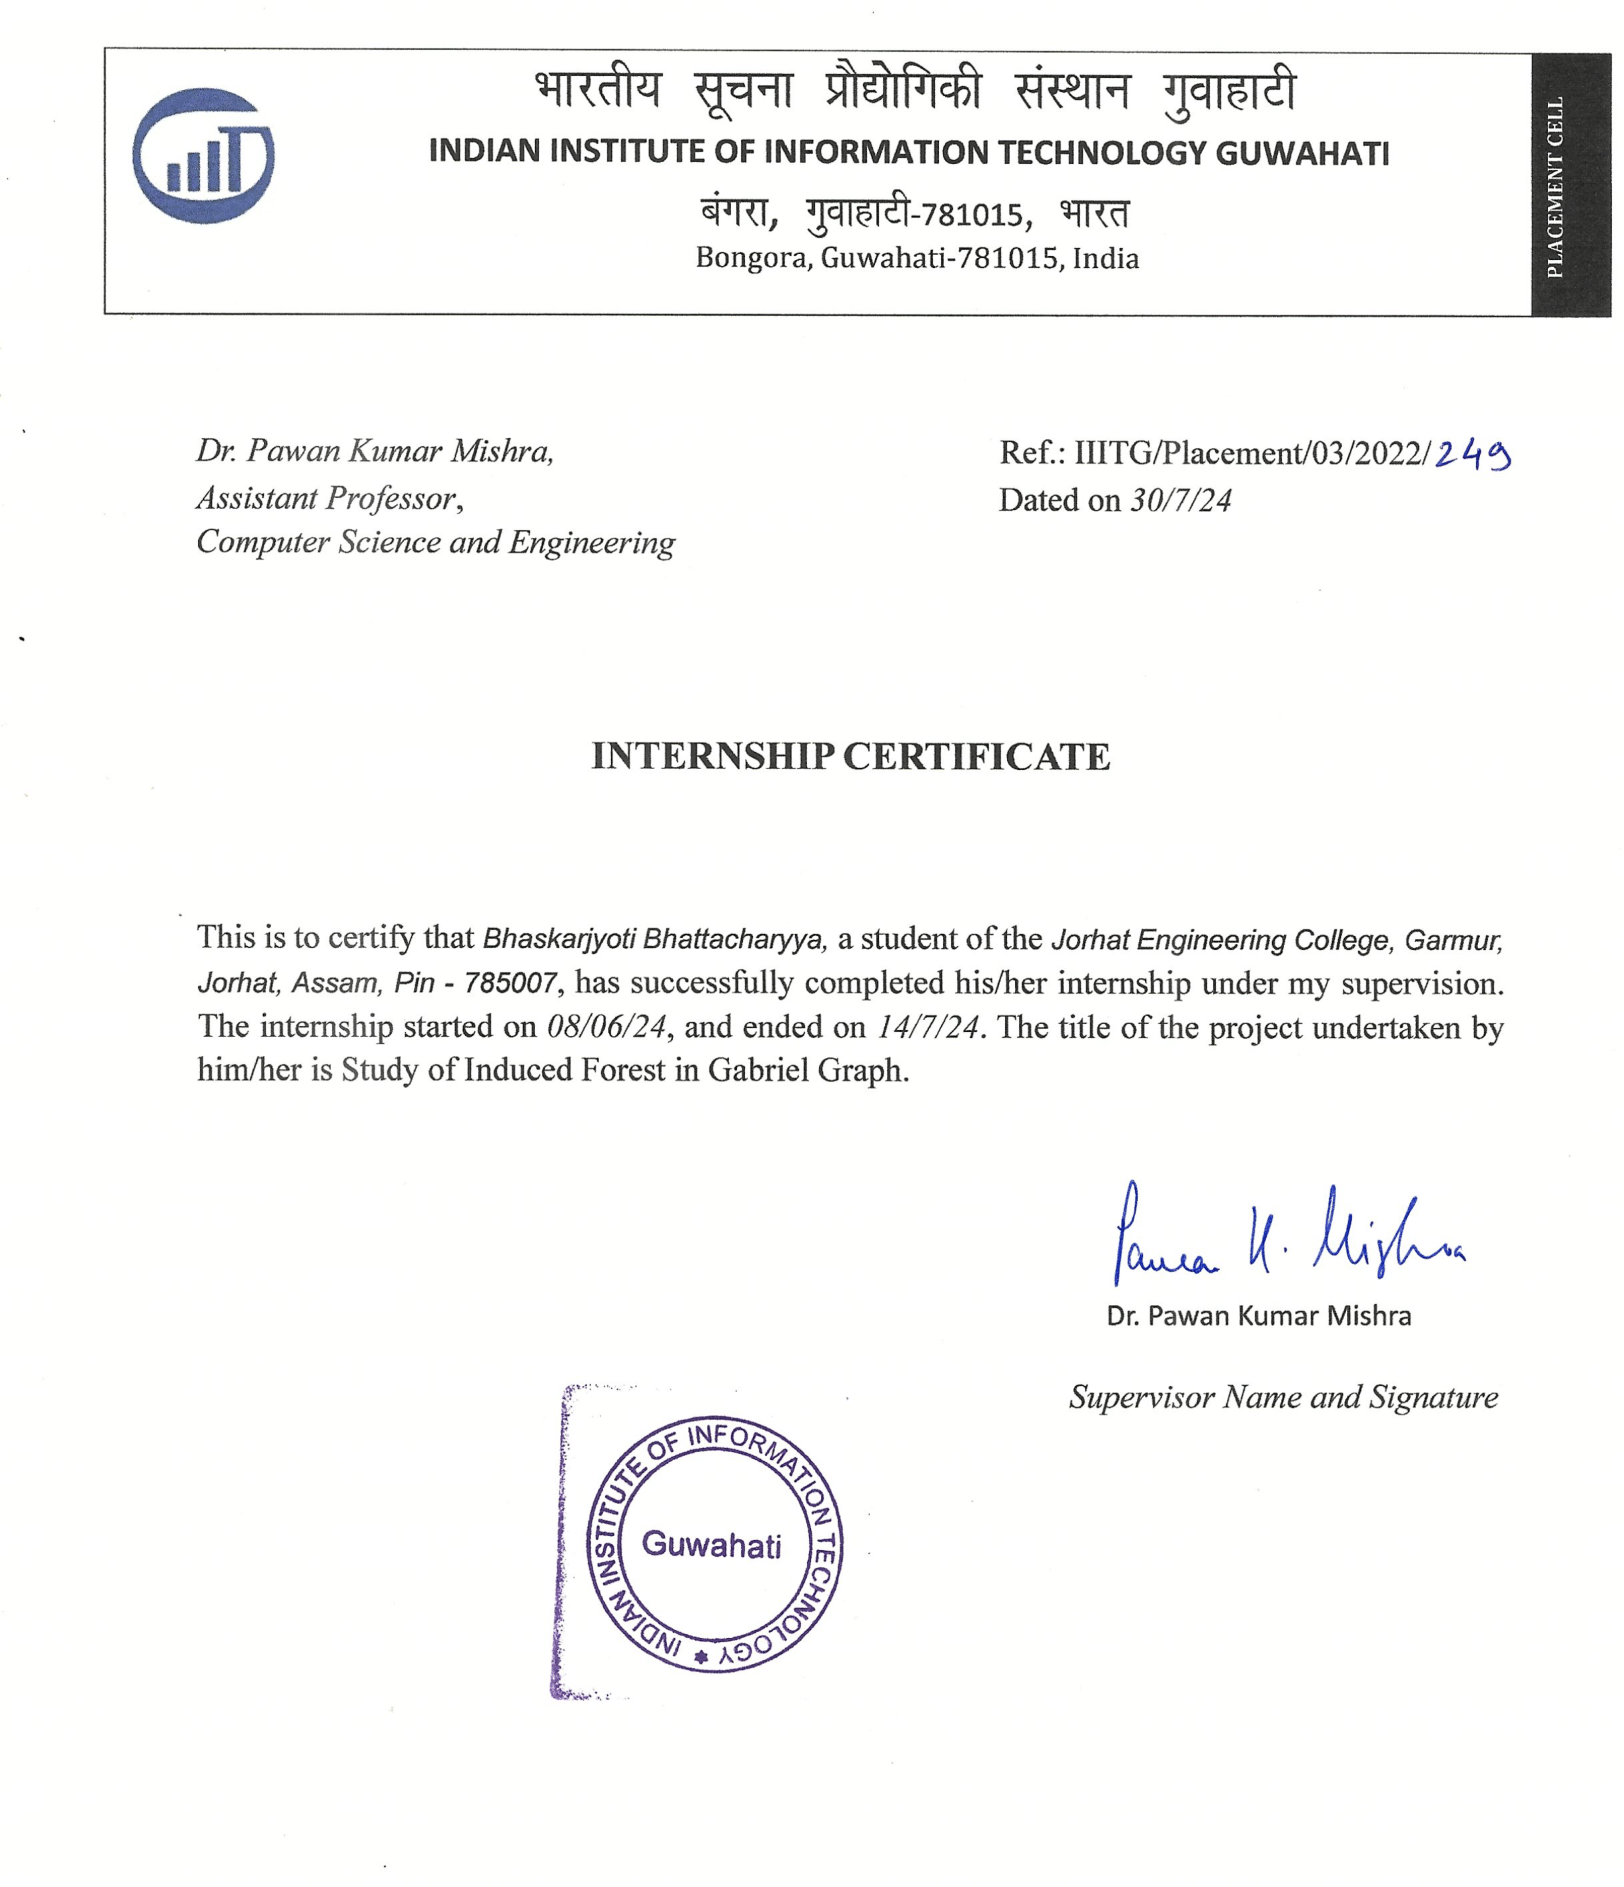 भारतीय सूचना प्रौद्योगिकी संस्थान गुवाहाटी
INDIAN INSTITUTE OF INFORMATION TECHNOLOGY GUWAHATI
बंगरा, गुवाहाटी-781015, भारत
Bongora, Guwahati-781015, India
PLACEMENT CELL
Dr. Pawan Kumar Mishra,
Assistant Professor,
Computer Science and Engineering
Ref.: IIITG/Placement/03/2022/249
Dated on 30/7/24
INTERNSHIP CERTIFICATE
This is to certify that Bhaskarjyoti Bhattacharyya, a student of the Jorhat Engineering College, Garmur,
Jorhat, Assam, Pin - 785007, has successfully completed his/her internship under my supervision.
The internship started on 08/06/24, and ended on 14/7/24. The title of the project undertaken by
him/her is Study of Induced Forest in Gabriel Graph.
Pawan K. Mishra
Dr. Pawan Kumar Mishra
Supervisor Name and Signature
INDIAN INSTITUTE OF INFORMATION TECHNOLOGY
Guwahati